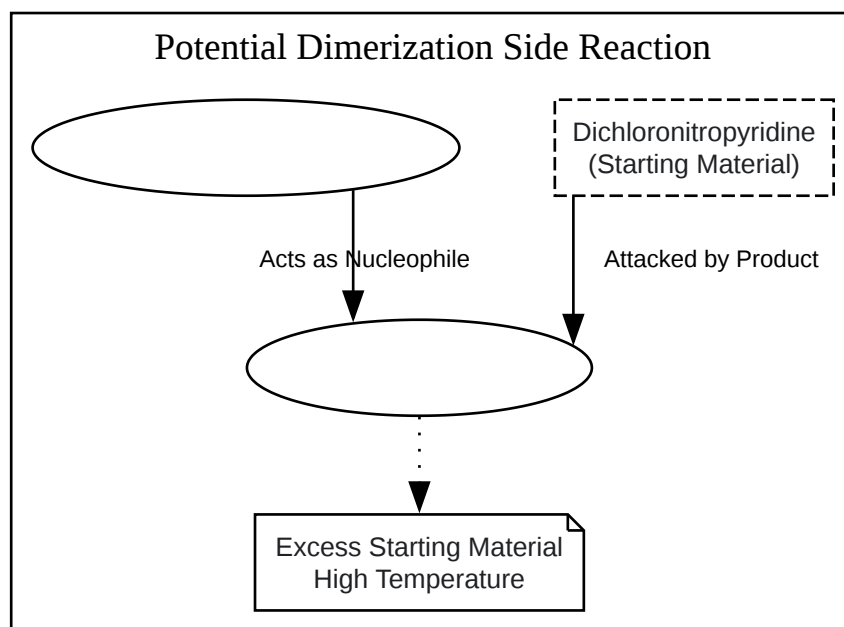 Potential Dimerization Side Reaction
Dichloronitropyridine
(Starting Material)
Acts as Nucleophile
Attacked by Product
Excess Starting Material
High Temperature